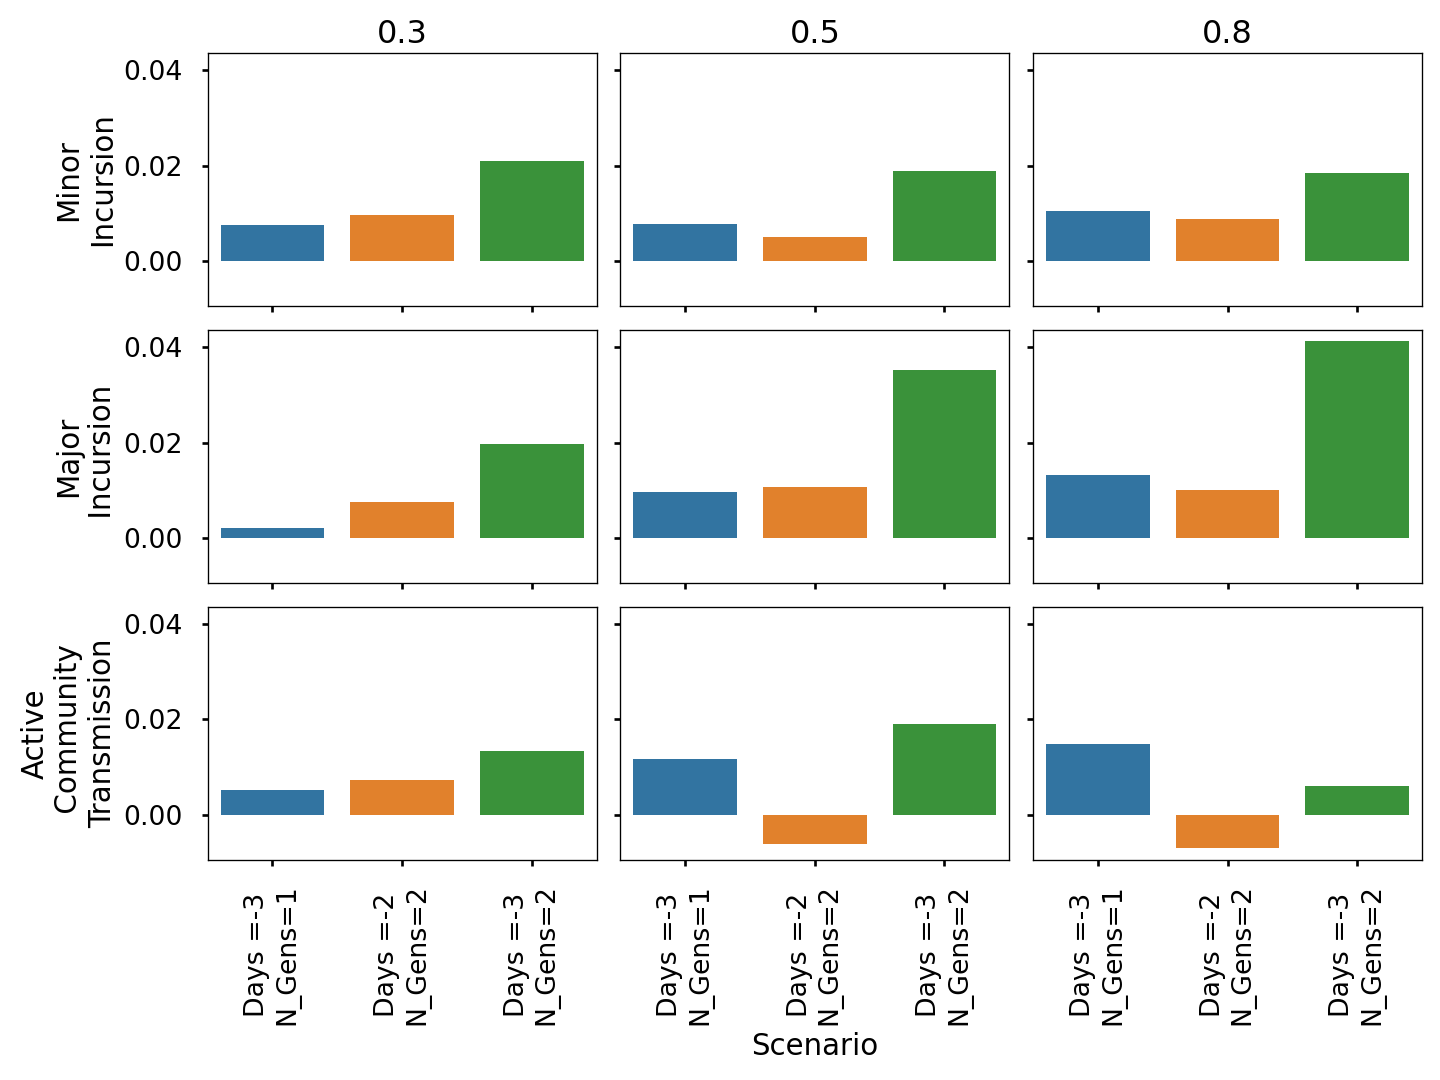 0.3
0.5
0.8
Minor
Incursion
0.04
0.02
0.00
Major
Incursion
0.04
0.02
0.00
Active
Community
Transmission
0.04
0.02
0.00
Days =-3
N_Gens=1
Days =-2
N_Gens=2
Days =-3
N_Gens=2
Days =-3
N_Gens=1
Days =-2
N_Gens=2
Days =-3
N_Gens=2
Days =-3
N_Gens=1
Days =-2
N_Gens=2
Days =-3
N_Gens=2
Scenario